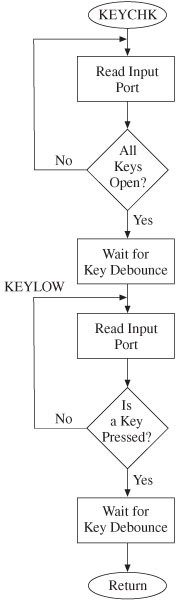 KEYCHK
Read Input
Port
All
Keys
Open?
No
Yes
Wait for
Key Debounce
KEYLOW
Read Input
Port
Is
a Key
Pressed?
No
Yes
Wait for
Key Debounce
Return